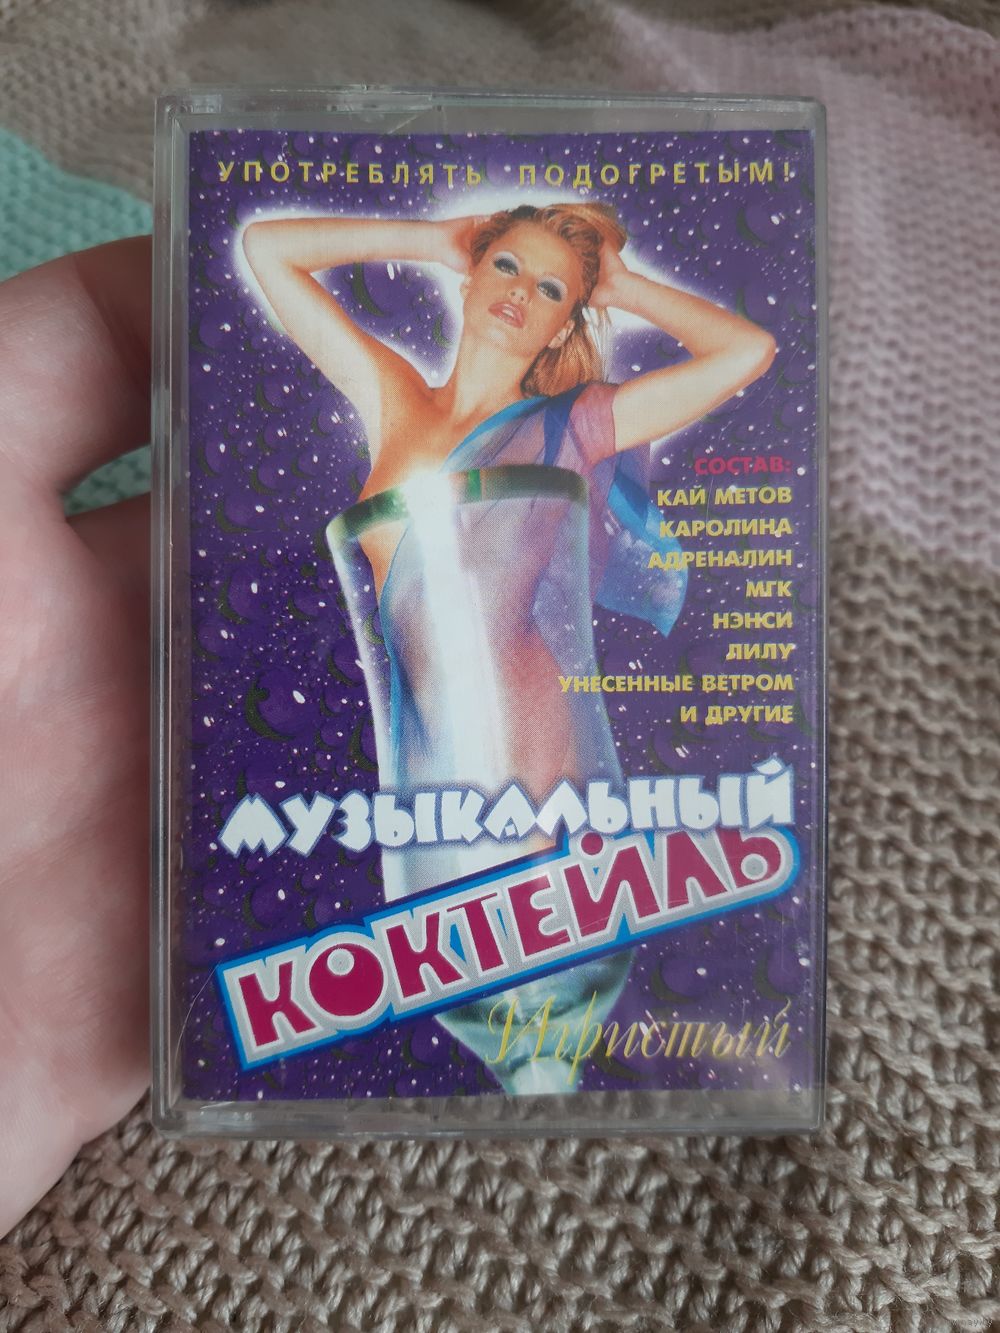 УПОТРЕБЛЯТЬ ПОДОГРЕТЫМ!
СОСТАВ:
КАЙ МЕТОВ
КАРОЛИНА
АДРЕНАЛИН
МГК
НЭНСИ
ЛИЛУ
УНЕСЕННЫЕ ВЕТРОМ
И ДРУГИЕ
МУЗЫКАЛЬНЫЙ
КОКТЕЙЛЬ
Игристый